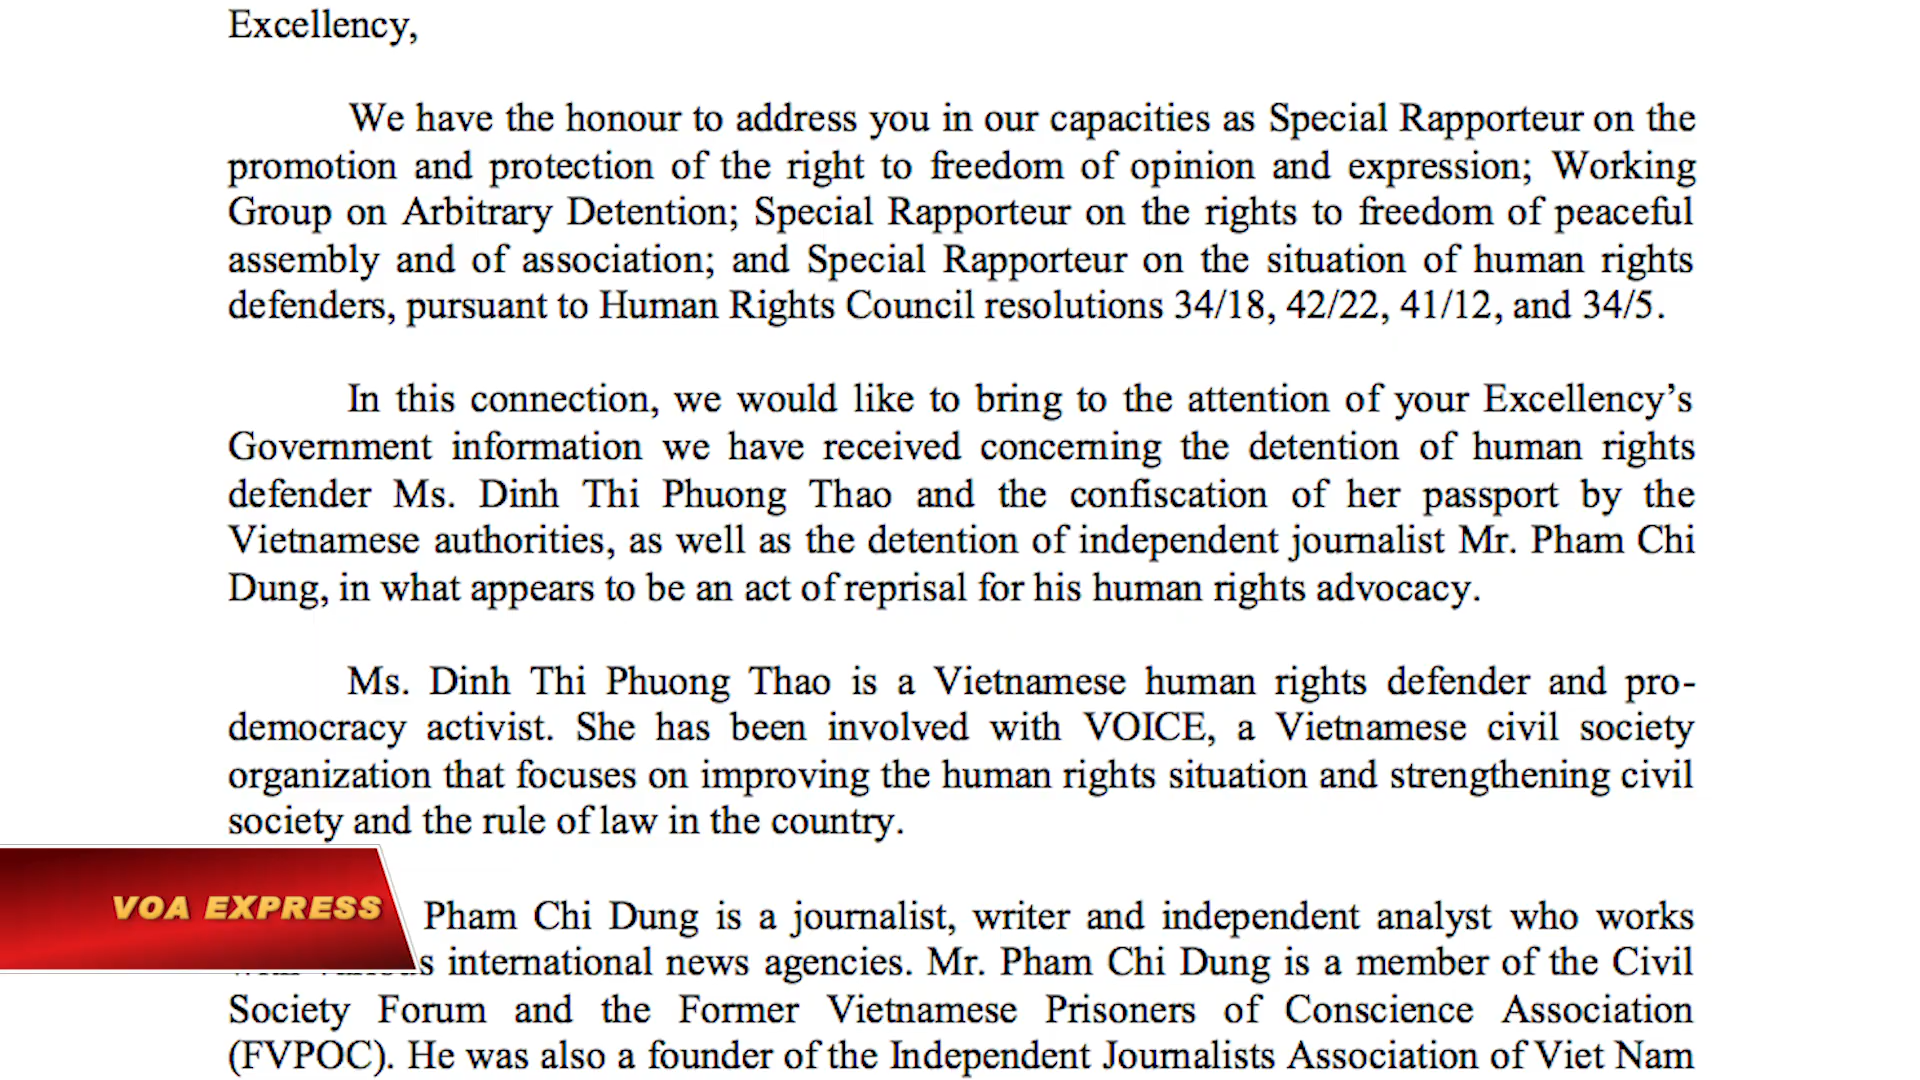 Excellency,
We have the honour to address you in our capacities as Special Rapporteur on the
promotion and protection of the right to freedom of opinion and expression; Working
Group on Arbitrary Detention; Special Rapporteur on the rights to freedom of peaceful
assembly and of association; and Special Rapporteur on the situation of human rights
defenders, pursuant to Human Rights Council resolutions 34/18, 42/22, 41/12, and 34/5.
In this connection, we would like to bring to the attention of your Excellency’s
Government information we have received concerning the detention of human rights
defender Ms. Dinh Thi Phuong Thao and the confiscation of her passport by the
Vietnamese authorities, as well as the detention of independent journalist Mr. Pham Chi
Dung, in what appears to be an act of reprisal for his human rights advocacy.
Ms. Dinh Thi Phuong Thao is a Vietnamese human rights defender and pro-
democracy activist. She has been involved with VOICE, a Vietnamese civil society
organization that focuses on improving the human rights situation and strengthening civil
society and the rule of law in the country.
VOA EXPRESS
Pham Chi Dung is a journalist, writer and independent analyst who works
international news agencies. Mr. Pham Chi Dung is a member of the Civil
Society Forum and the Former Vietnamese Prisoners of Conscience Association
(FVPOC). He was also a founder of the Independent Journalists Association of Viet Nam